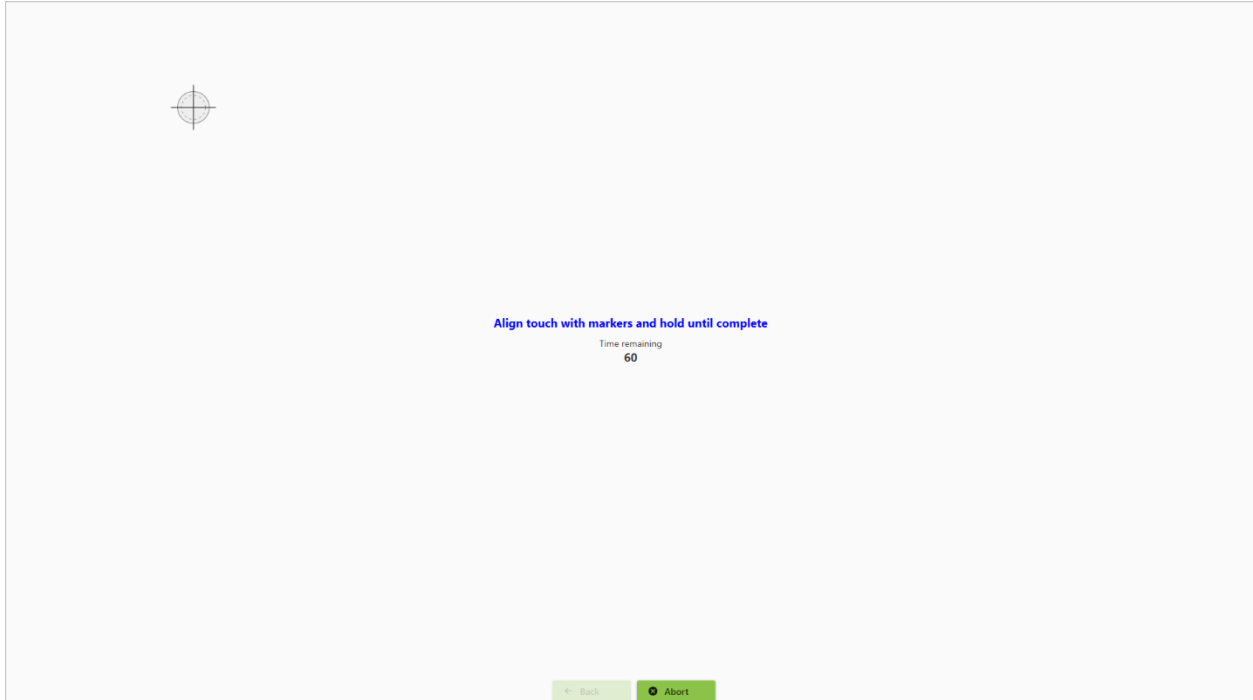 Align touch with markers and hold until complete
Time remaining
60
Back
Abort